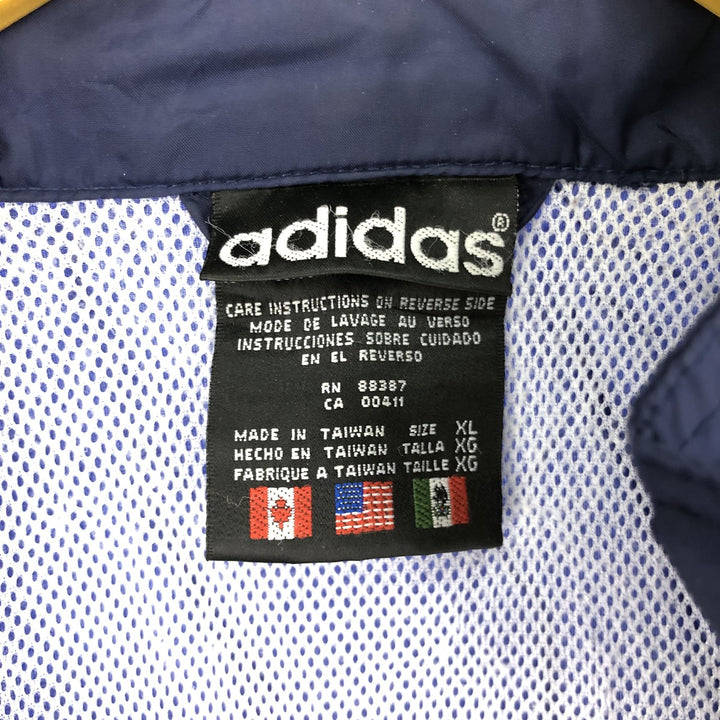 adidas®
CARE INSTRUCTIONS ON REVERSE SIDE
MODE DE LAVAGE AU VERSO
INSTRUCCIONES SOBRE CUIDADO
EN EL REVERSO
RN 88387
CA 00411
MADE IN TAIWAN SIZE XL
HECHO EN TAIWAN TALLA XG
FABRIQUE A TAIWAN TAILLE XG